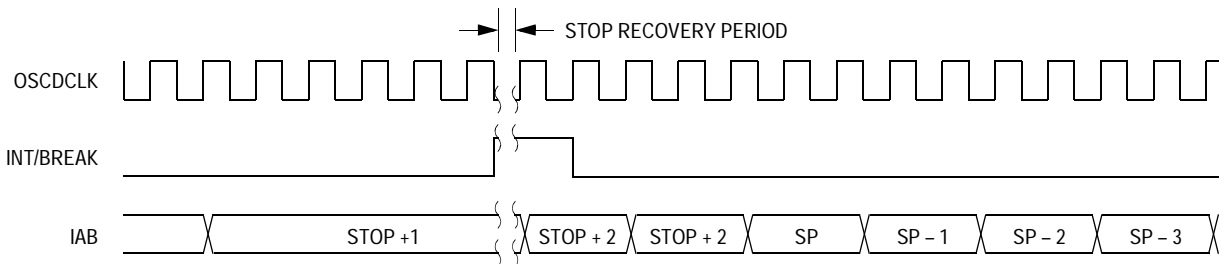 STOP RECOVERY PERIOD
OSCDCLK
INT/BREAK
IAB STOP +1 STOP + 2 STOP + 2 SP SP – 1 SP – 2 SP – 3